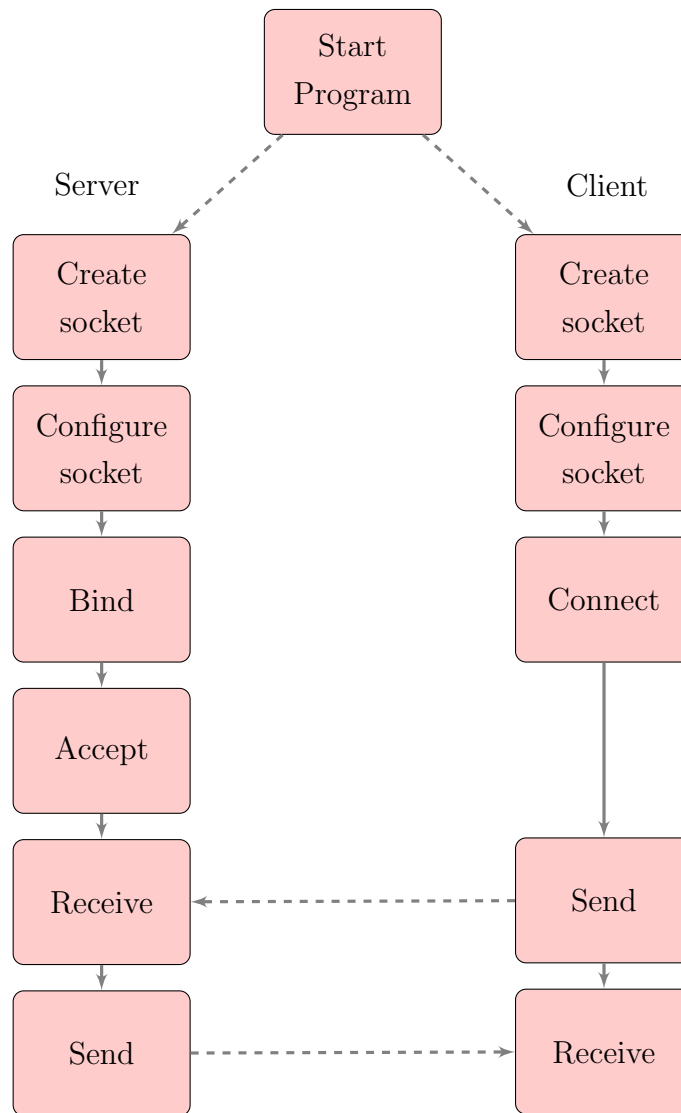 Start
Program
Server
Client
Create
socket
Create
socket
Configure
socket
Configure
socket
Bind
Connect
Accept
Receive
Send
Send
Receive